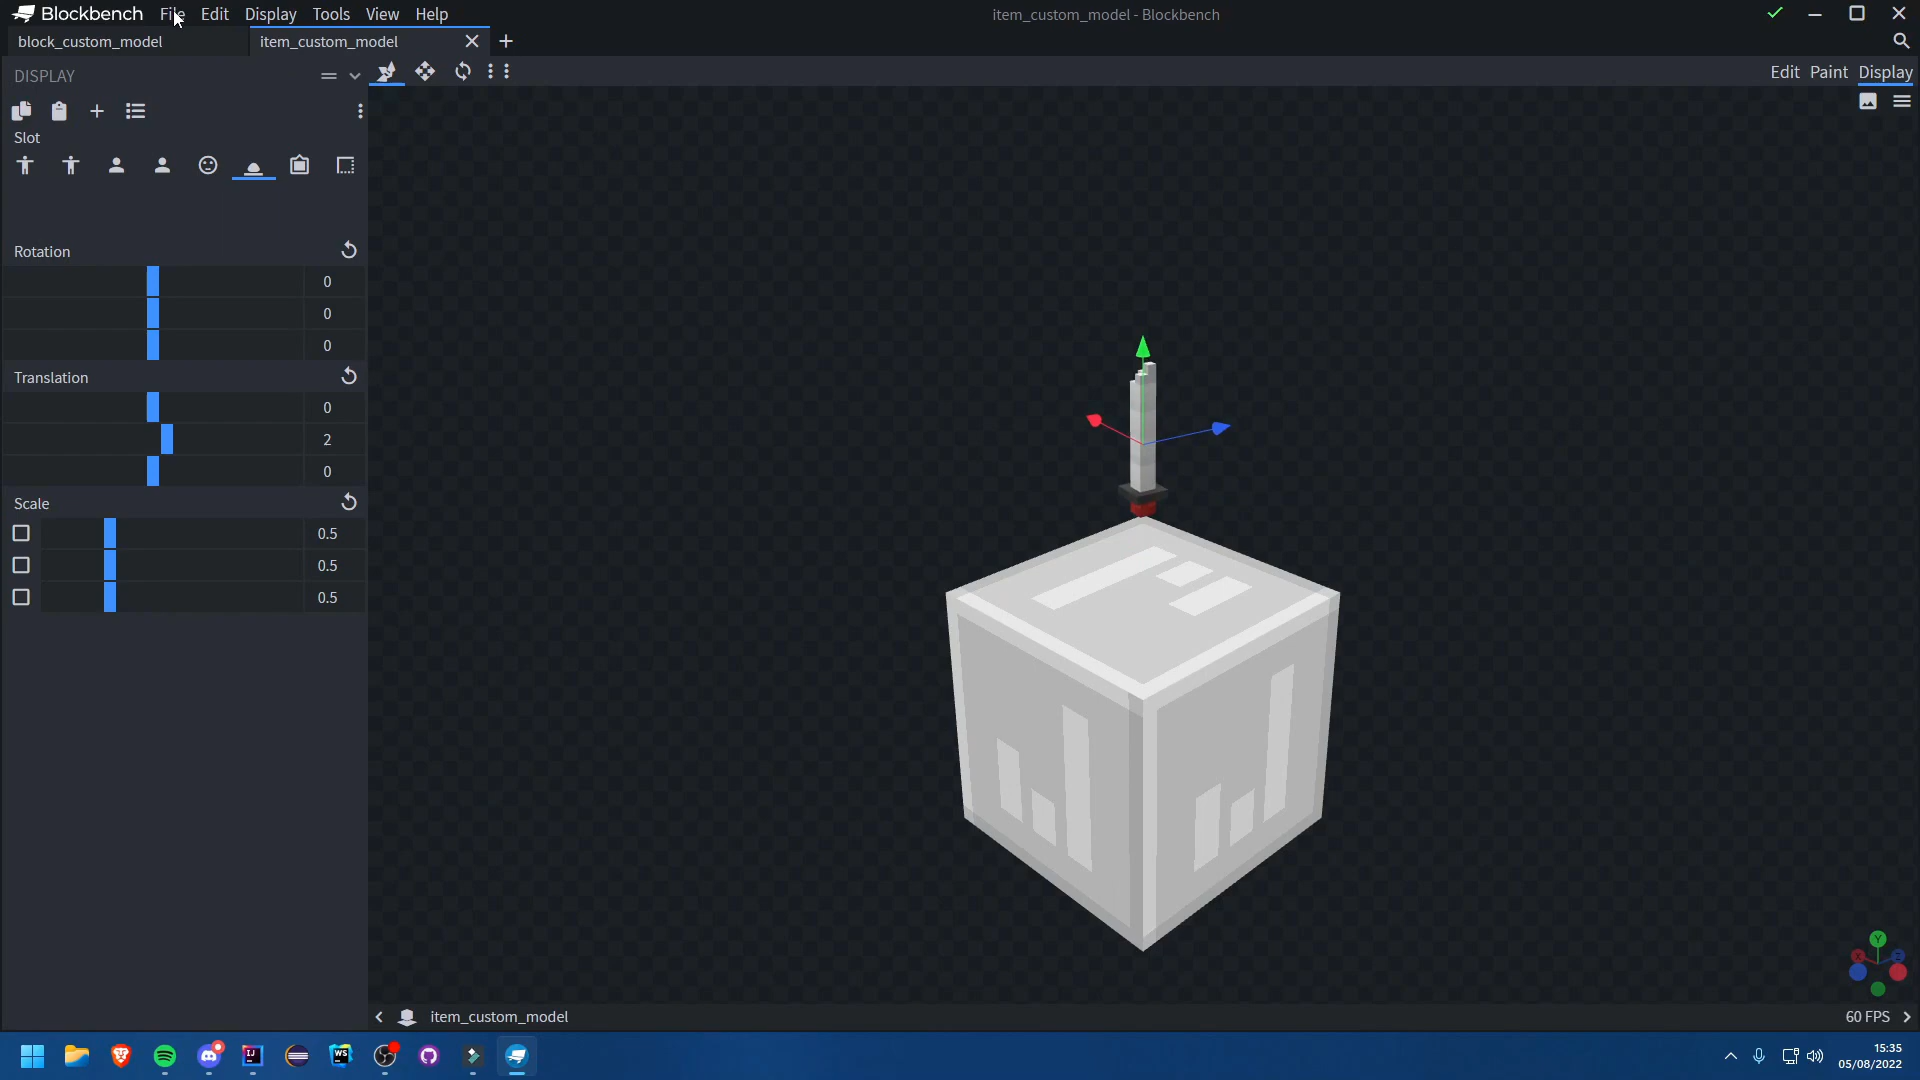 Blockbench File Edit Display Tools View Help
item_custom_model - Blockbench
block_custom_model
item_custom_model
DISPLAY
Edit Paint Display
Slot
Rotation
0
0
0
Translation
0
2
0
Scale
0.5
0.5
0.5
Y
X
Z
item_custom_model
60 FPS
IJ
WS
15:35
05/08/2022